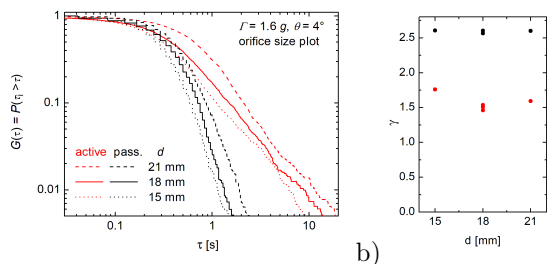 Γ = 1.6 g, θ = 4°
orifice size plot
G(τ) = P(τᵢ > τ)
1
0.1
0.01
active pass. d
21 mm
18 mm
15 mm
0.1 1 10
τ [s]
b)
γ
2.5
2.0
1.5
1.0
0.5
0.0
15 18 21
d [mm]